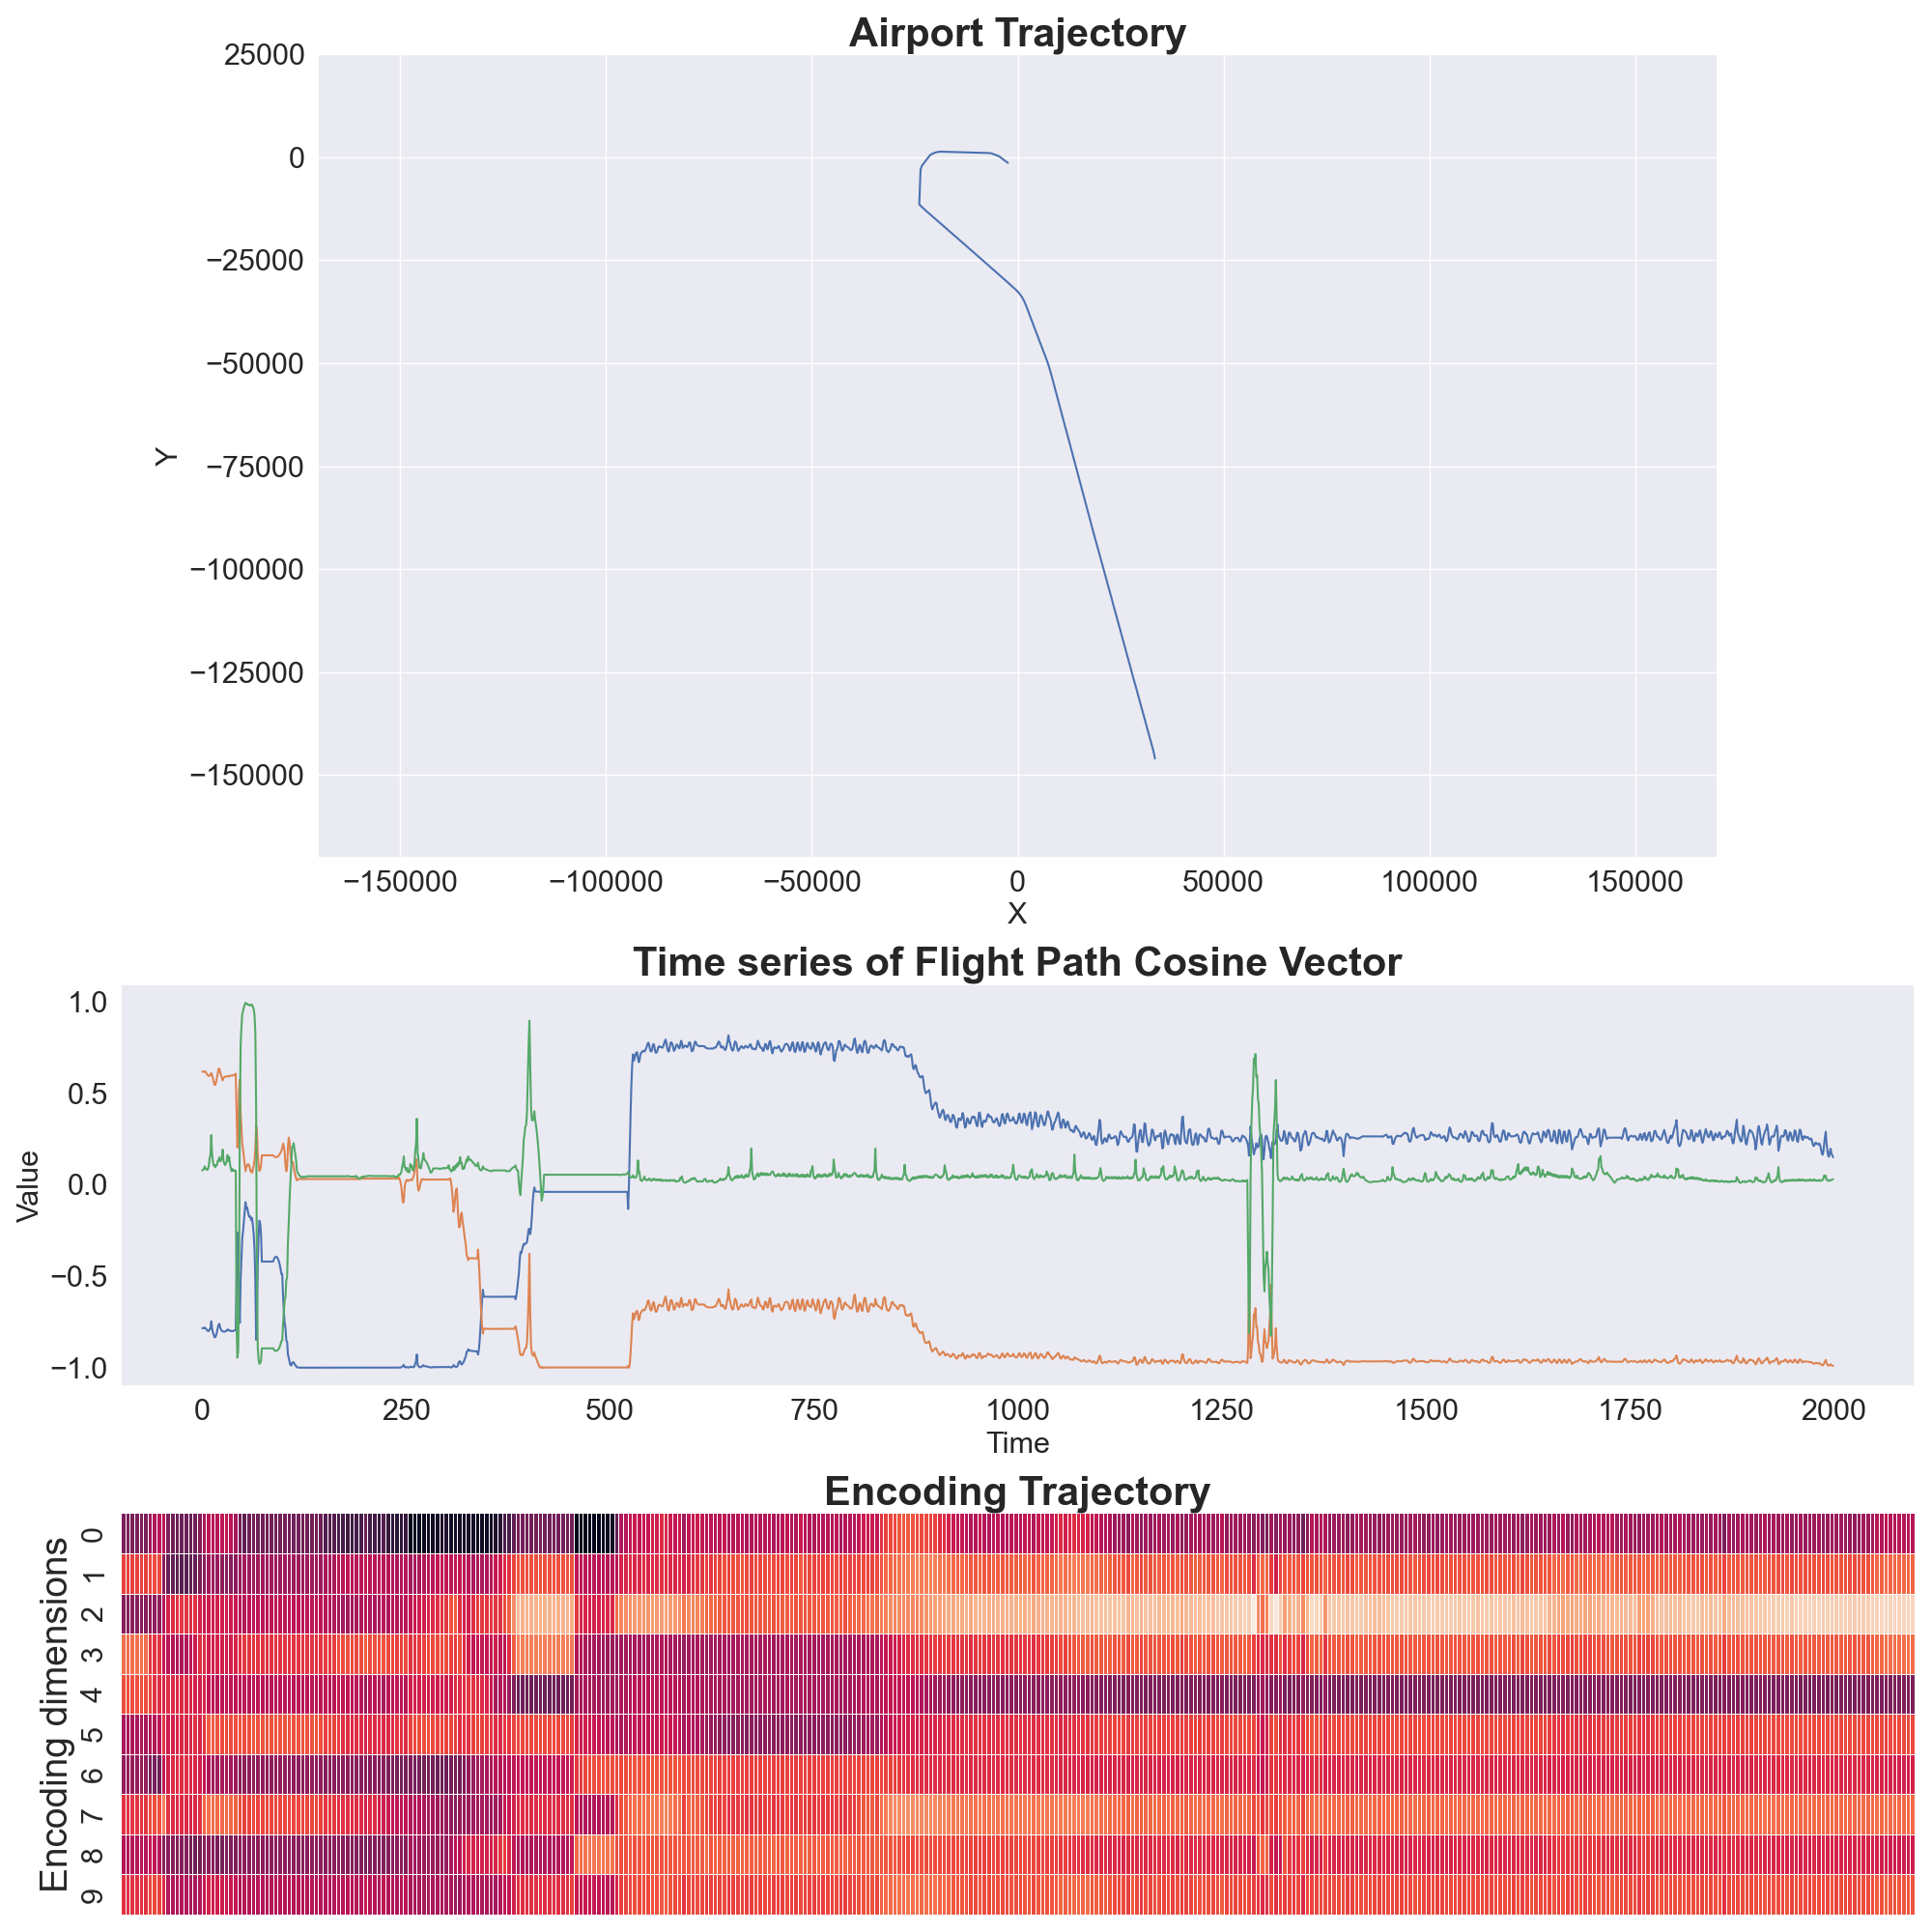 Airport Trajectory
25000
0
−25000
−50000
−75000
−100000
−125000
−150000
Y
−150000 −100000 −50000 0 50000 100000 150000
X
Time series of Flight Path Cosine Vector
1.0
0.5
0.0
−0.5
−1.0
Value
0 250 500 750 1000 1250 1500 1750 2000
Time
Encoding Trajectory
Encoding dimensions
0
1
2
3
4
5
6
7
8
9